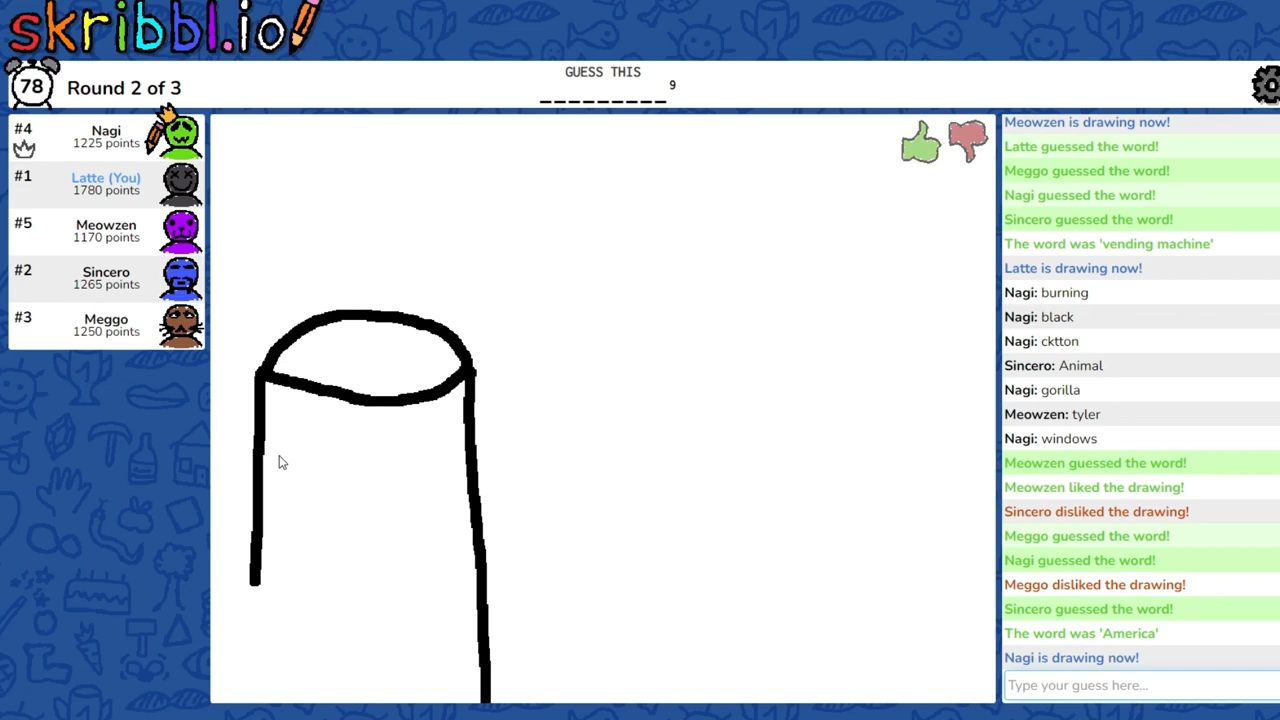 skribbl.io
78
Round 2 of 3
GUESS THIS
_________ 9
#4
Nagi
1225 points
#1
Latte (You)
1780 points
#5
Meowzen
1170 points
#2
Sincero
1265 points
#3
Meggo
1250 points
Meowzen is drawing now!
Latte guessed the word!
Meggo guessed the word!
Nagi guessed the word!
Sincero guessed the word!
The word was 'vending machine'
Latte is drawing now!
Nagi: burning
Nagi: black
Nagi: cktton
Sincero: Animal
Nagi: gorilla
Meowzen: tyler
Nagi: windows
Meowzen guessed the word!
Meowzen liked the drawing!
Sincero disliked the drawing!
Meggo guessed the word!
Nagi guessed the word!
Meggo disliked the drawing!
Sincero guessed the word!
The word was 'America'
Nagi is drawing now!
Type your guess here...